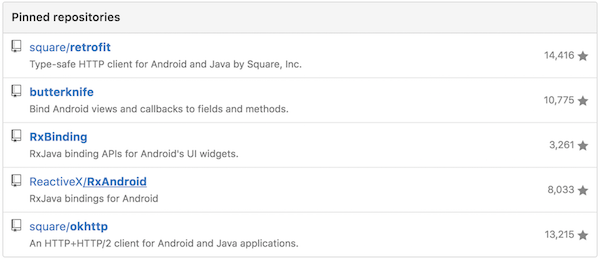 Pinned repositories
square/retrofit
Type-safe HTTP client for Android and Java by Square, Inc.
14,416
butterknife
Bind Android views and callbacks to fields and methods.
10,775
RxBinding
RxJava binding APIs for Android's UI widgets.
3,261
ReactiveX/RxAndroid
RxJava bindings for Android
8,033
square/okhttp
An HTTP+HTTP/2 client for Android and Java applications.
13,215